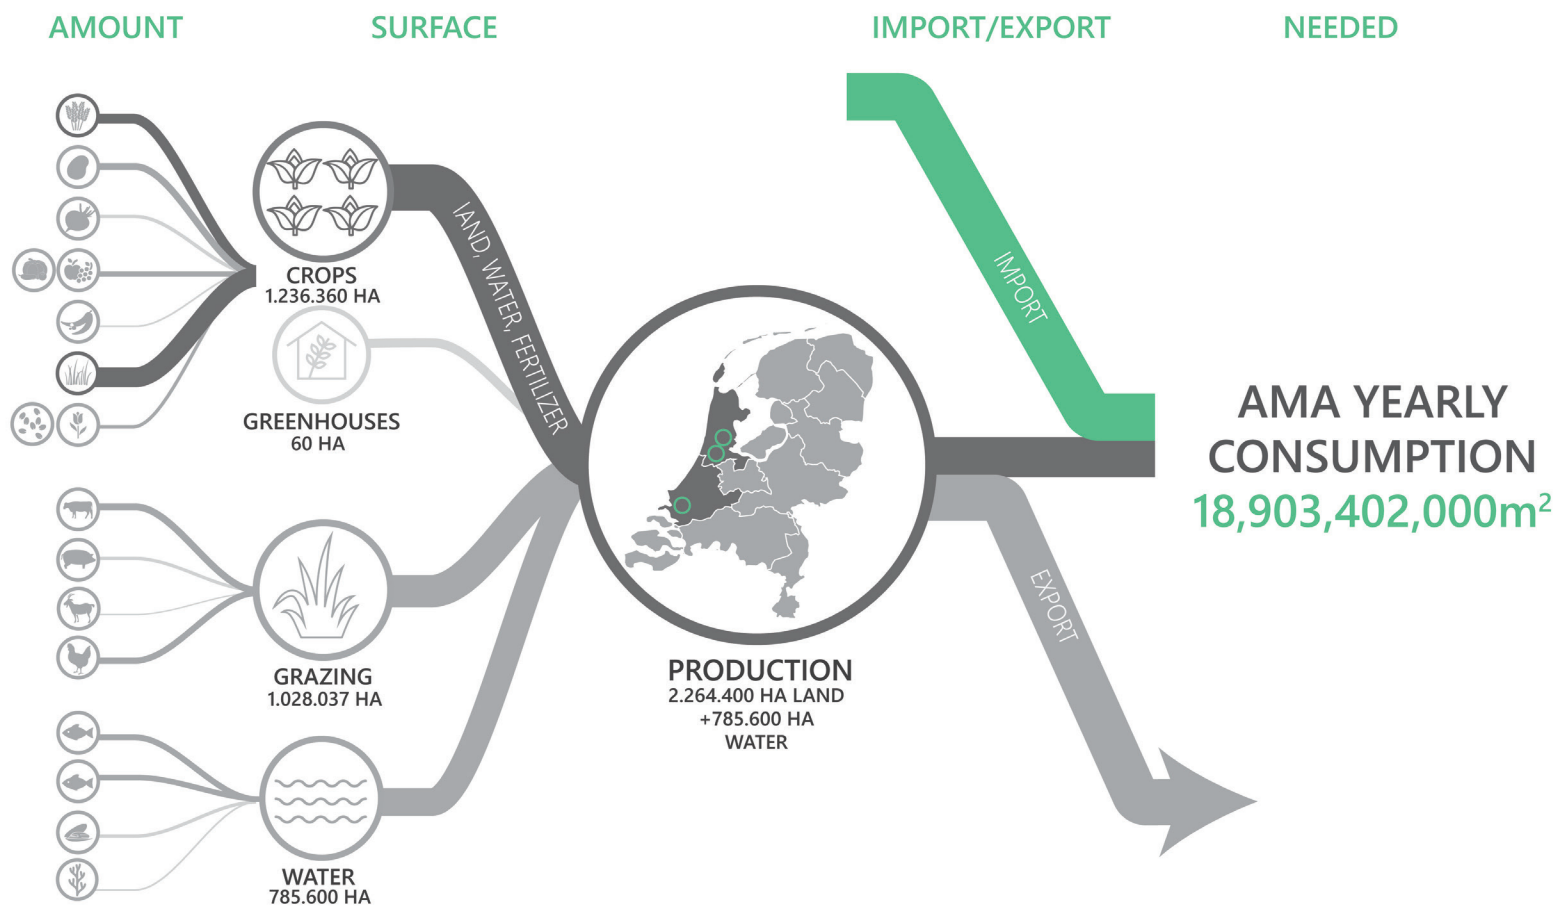 AMOUNT
SURFACE
IMPORT/EXPORT
NEEDED
CROPS
1.236.360 HA
GREENHOUSES
60 HA
lAND, WATER, FERTILIZER
GRAZING
1.028.037 HA
WATER
785.600 HA
PRODUCTION
2.264.400 HA LAND
+785.600 HA
WATER
IMPORT
EXPORT
AMA YEARLY
CONSUMPTION
18,903,402,000m²